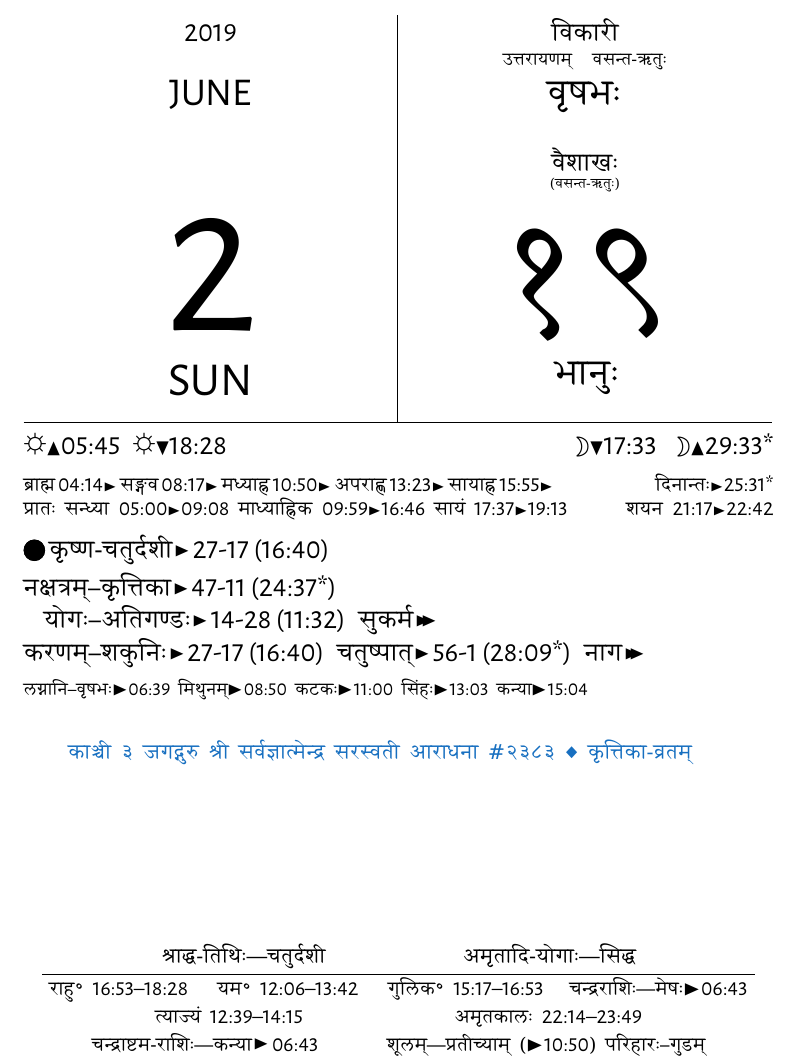 2019
JUNE
2
SUN
विकारी
उत्तरायणम् वसन्त-ऋतुः
वृषभः
वैशाखः
(वसन्त-ऋतुः)
१९
भानुः
☼▲05:45 ☼▼18:28 ☽▼17:33 ☽▲29:33*
ब्राह्म 04:14► सङ्गव 08:17► मध्याह्न 10:50► अपराह्ण 13:23► सायाह्न 15:55► दिनान्तः►25:31*
प्रातः सन्ध्या 05:00►09:08 माध्याह्निक 09:59►16:46 सायं 17:37►19:13 शयन 21:17►22:42
●कृष्ण-चतुर्दशी►27-17 (16:40)
नक्षत्रम्–कृत्तिका►47-11 (24:37*)
योगः–अतिगण्डः►14-28 (11:32) सुकर्म►►
करणम्–शकुनिः►27-17 (16:40) चतुष्पात्►56-1 (28:09*) नाग►►
लग्नानि–वृषभः►06:39 मिथुनम्►08:50 कटकः►11:00 सिंहः►13:03 कन्या►15:04
काञ्ची ३ जगद्गुरु श्री सर्वज्ञात्मेन्द्र सरस्वती आराधना #२३८३ ◆ कृत्तिका-व्रतम्
श्राद्ध-तिथिः—चतुर्दशी अमृतादि-योगाः—सिद्ध
राहु° 16:53–18:28 यम° 12:06–13:42 गुलिक° 15:17–16:53 चन्द्रराशिः—मेषः►06:43
त्याज्यं 12:39–14:15 अमृतकालः 22:14–23:49
चन्द्राष्टम-राशिः—कन्या►06:43 शूलम्—प्रतीच्याम् (►10:50) परिहारः–गुडम्